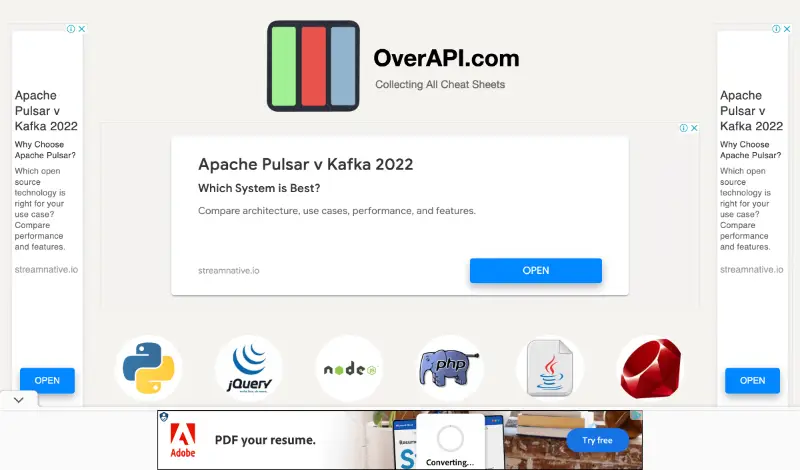 OverAPI.com
Collecting All Cheat Sheets
Apache
Pulsar v
Kafka 2022
Why Choose
Apache Pulsar?
Which open
source
technology is
right for your
use case?
Compare
performance
and features.
streamnative.io
OPEN
Apache Pulsar v Kafka 2022
Which System is Best?
Compare architecture, use cases, performance, and features.
streamnative.io
OPEN
Apache
Pulsar v
Kafka 2022
Why Choose
Apache Pulsar?
Which open
source
technology is
right for your
use case?
Compare
performance
and features.
streamnative.io
OPEN
jQuery
node
JS
php
Java
Adobe
PDF your resume.
Converting...
Try free